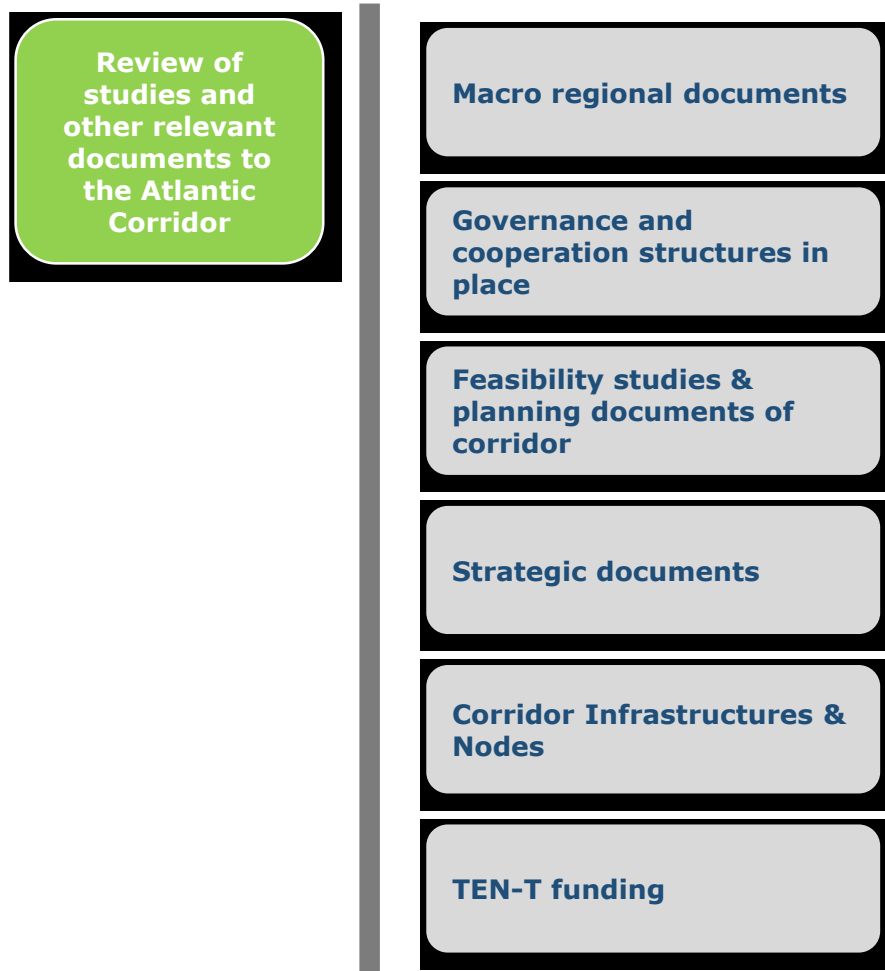 Review of
studies and
other relevant
documents to
the Atlantic
Corridor
Macro regional documents
Governance and
cooperation structures in
place
Feasibility studies &
planning documents of
corridor
Strategic documents
Corridor Infrastructures &
Nodes
TEN-T funding